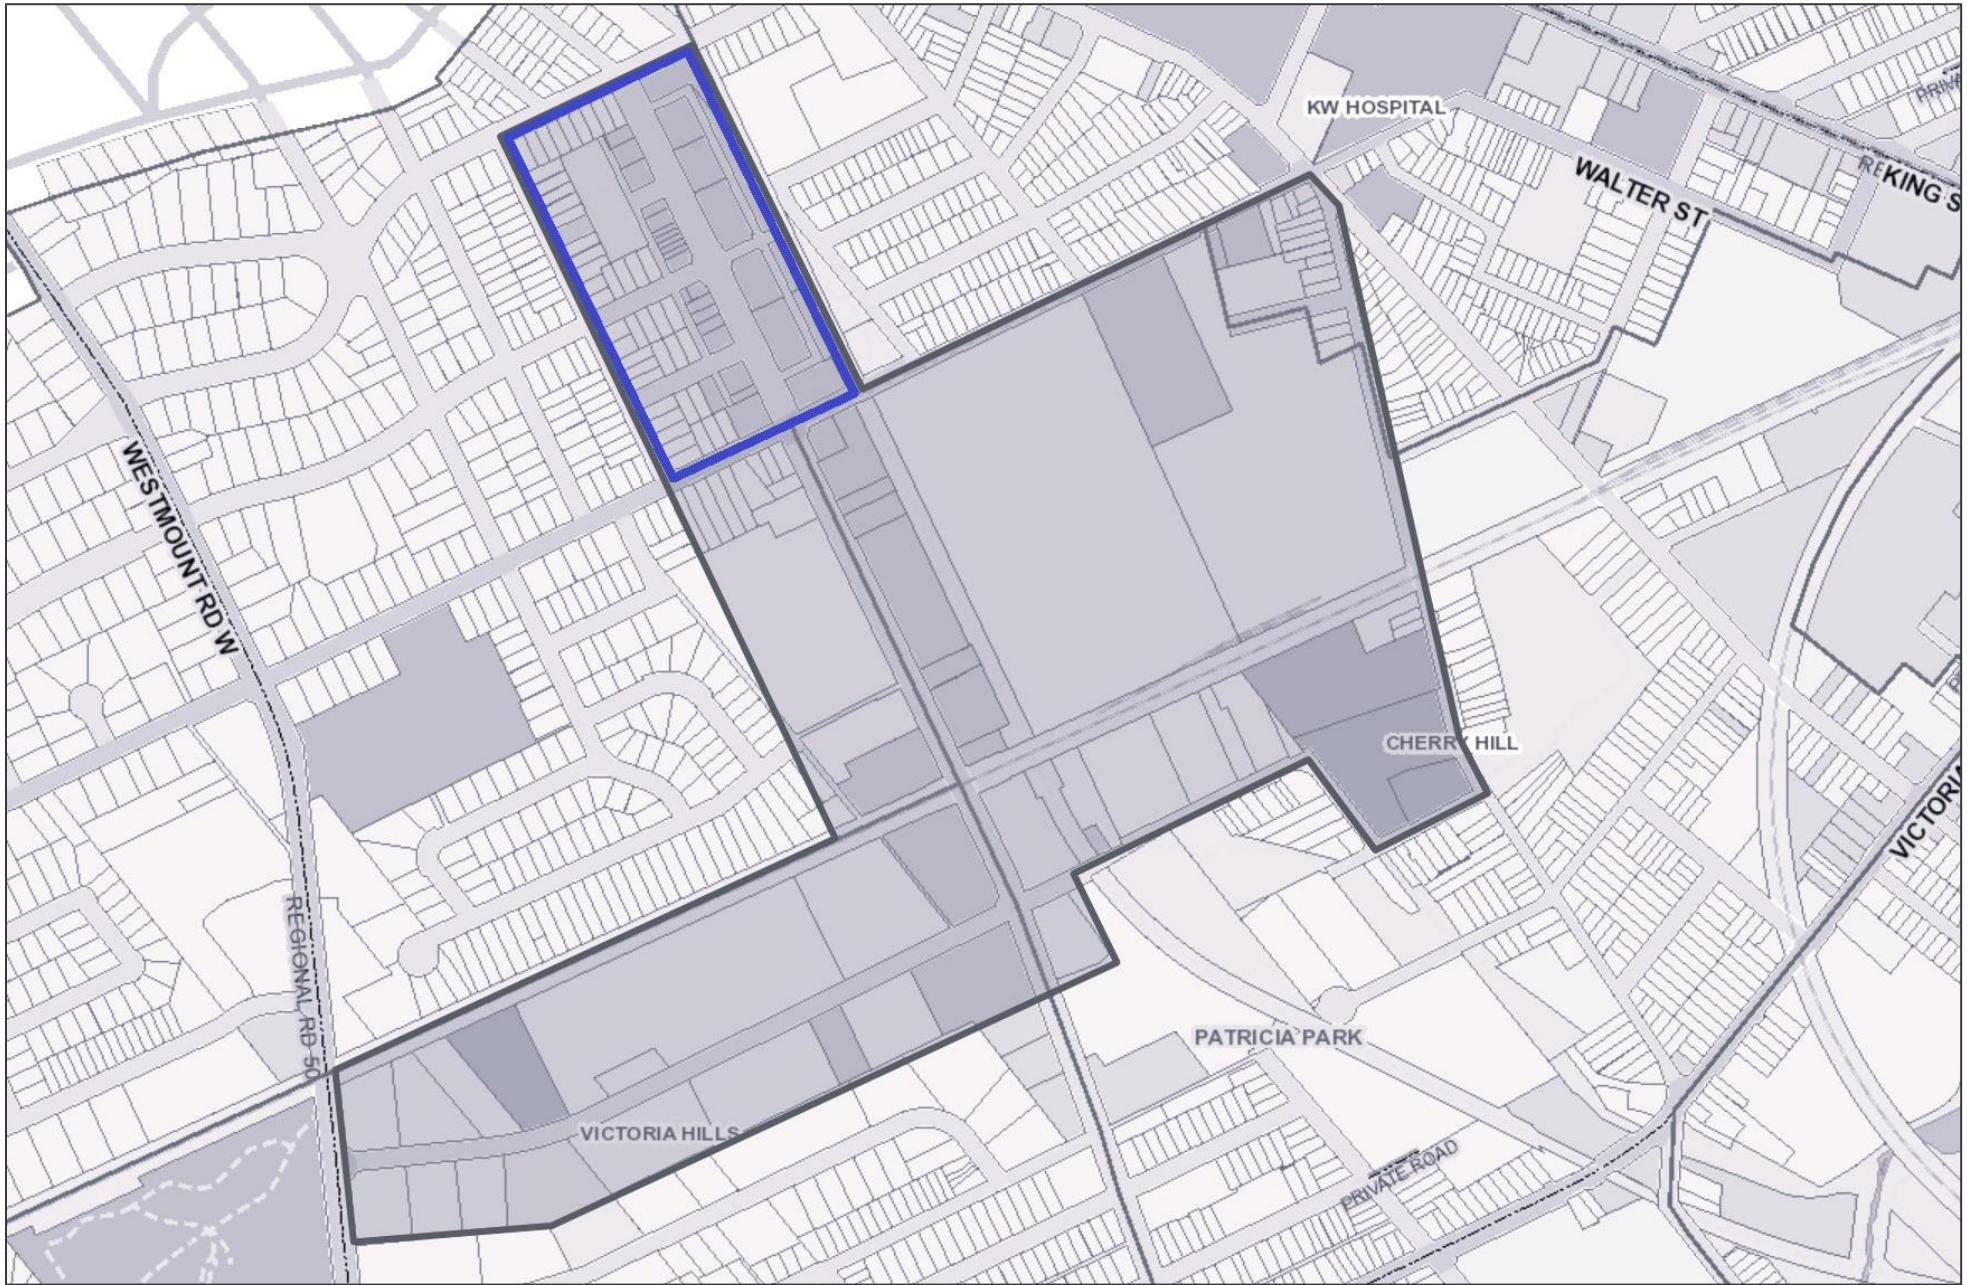 KW HOSPITAL
WALTER ST
KING S
WESTMOUNT RD W
CHERRY HILL
VICTORIA
REGIONAL RD 50
PATRICIA PARK
VICTORIA HILLS
PRIVATE ROAD